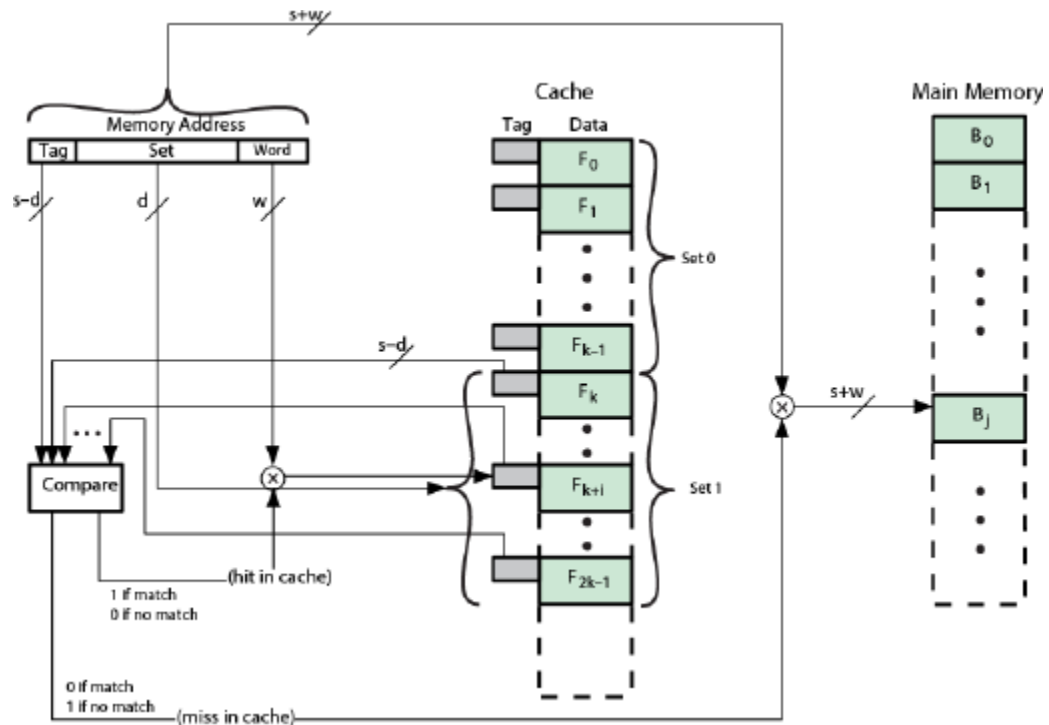 s+w
Cache
Main Memory
Memory Address
Tag Data
Tag Set Word
B0
F0
B1
s−d d w
F1
Set 0
s−d
Fk−1
Fk
s+w
Bj
...
Compare
Fk+i
Set 1
(hit in cache)
F2k−1
1 if match
0 if no match
0 if match
1 if no match
(miss in cache)